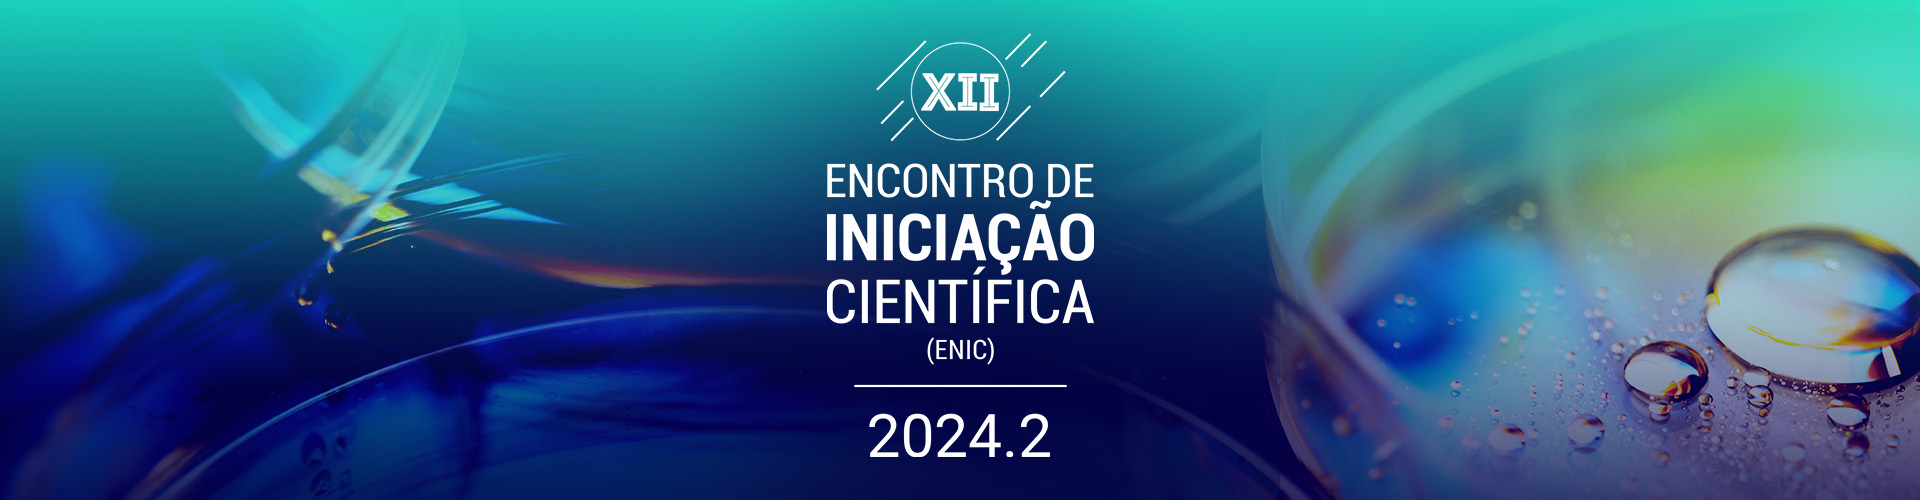 XII
ENCONTRO DE
INICIAÇÃO
CIENTÍFICA
(ENIC)
2024.2